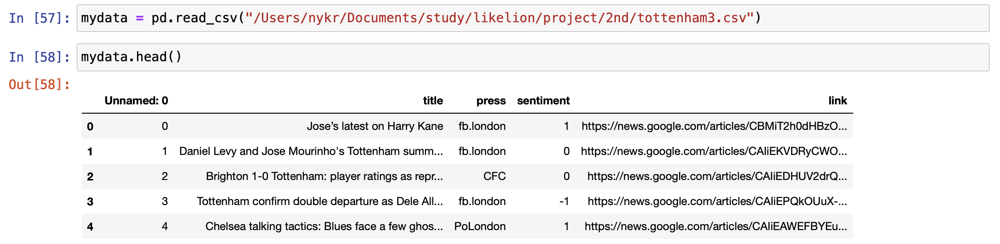 In [57]: mydata = pd.read_csv("/Users/nykr/Documents/study/likelion/project/2nd/tottenham3.csv")
In [58]: mydata.head()
Out[58]:
Unnamed: 0 title press sentiment link
0 0 Jose’s latest on Harry Kane fb.london 1 https://news.google.com/articles/CBMiT2h0dHBzO...
1 1 Daniel Levy and Jose Mourinho's Tottenham summ... fb.london 0 https://news.google.com/articles/CAIiEKVDRyCWO...
2 2 Brighton 1-0 Tottenham: player ratings as repr... CFC 0 https://news.google.com/articles/CAIiEDHUV2drQ...
3 3 Tottenham confirm double departure as Dele All... fb.london -1 https://news.google.com/articles/CAIiEPQkOUuX-...
4 4 Chelsea talking tactics: Blues face a few ghos... PoLondon 1 https://news.google.com/articles/CAIiEAWEFBYEu...